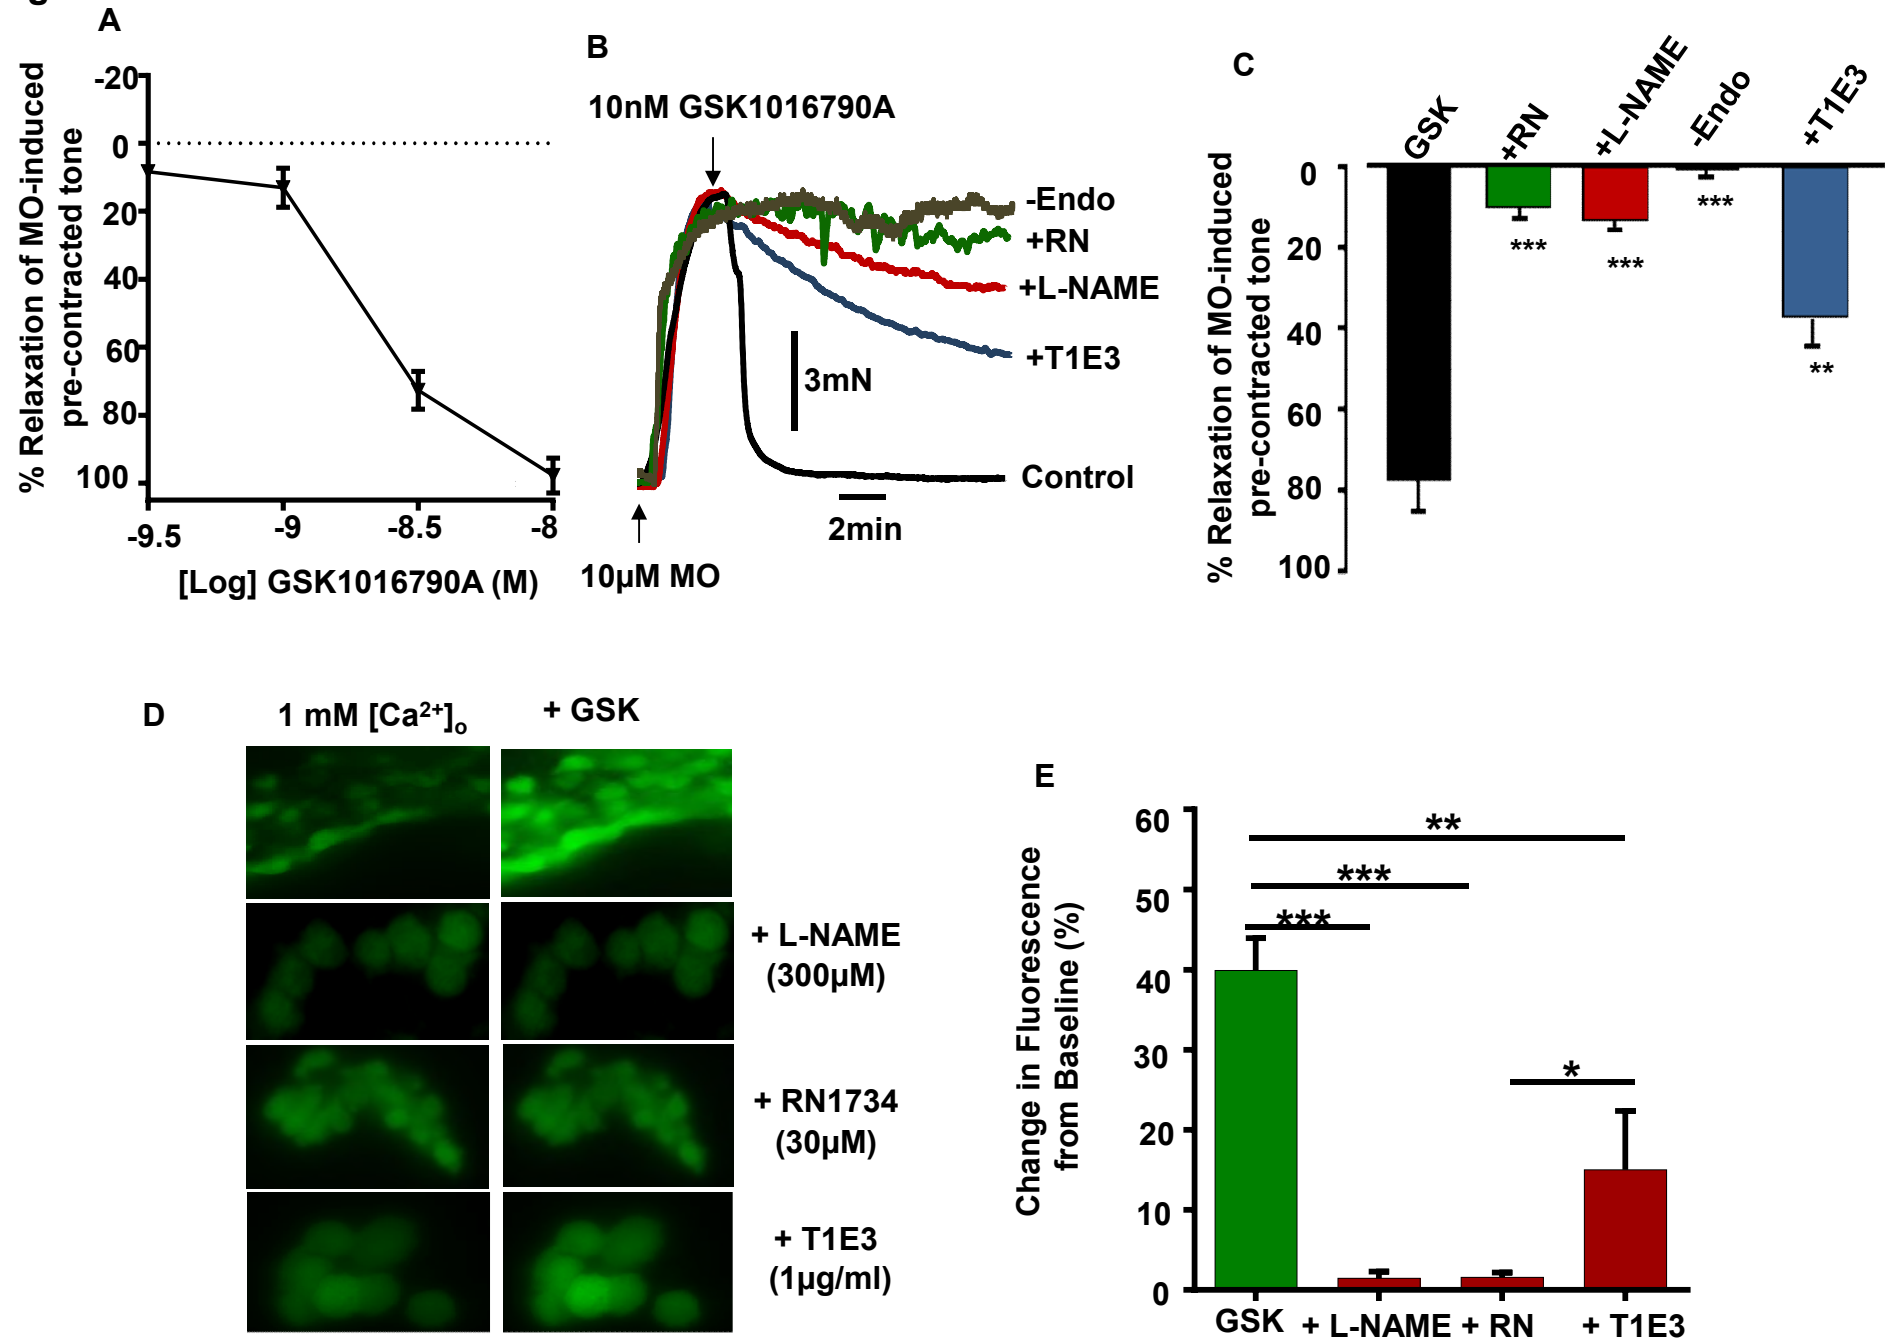 A
% Relaxation of MO-induced
pre-contracted tone
-20
0
20
40
60
80
100
-9.5
-9
-8.5
-8
[Log] GSK1016790A (M)
B
10nM GSK1016790A
-Endo
+RN
+L-NAME
+T1E3
3mN
Control
2min
10µM MO
C
GSK
+RN
+L-NAME
-Endo
+T1E3
% Relaxation of MO-induced
pre-contracted tone
0
20
40
60
80
100
***
***
***
**
D
1 mM [Ca²⁺]ₒ
+ GSK
+ L-NAME
(300µM)
+ RN1734
(30µM)
+ T1E3
(1µg/ml)
E
Change in Fluorescence
from Baseline (%)
60
50
40
30
20
10
0
**
***
***
*
GSK
+ L-NAME
+ RN
+ T1E3